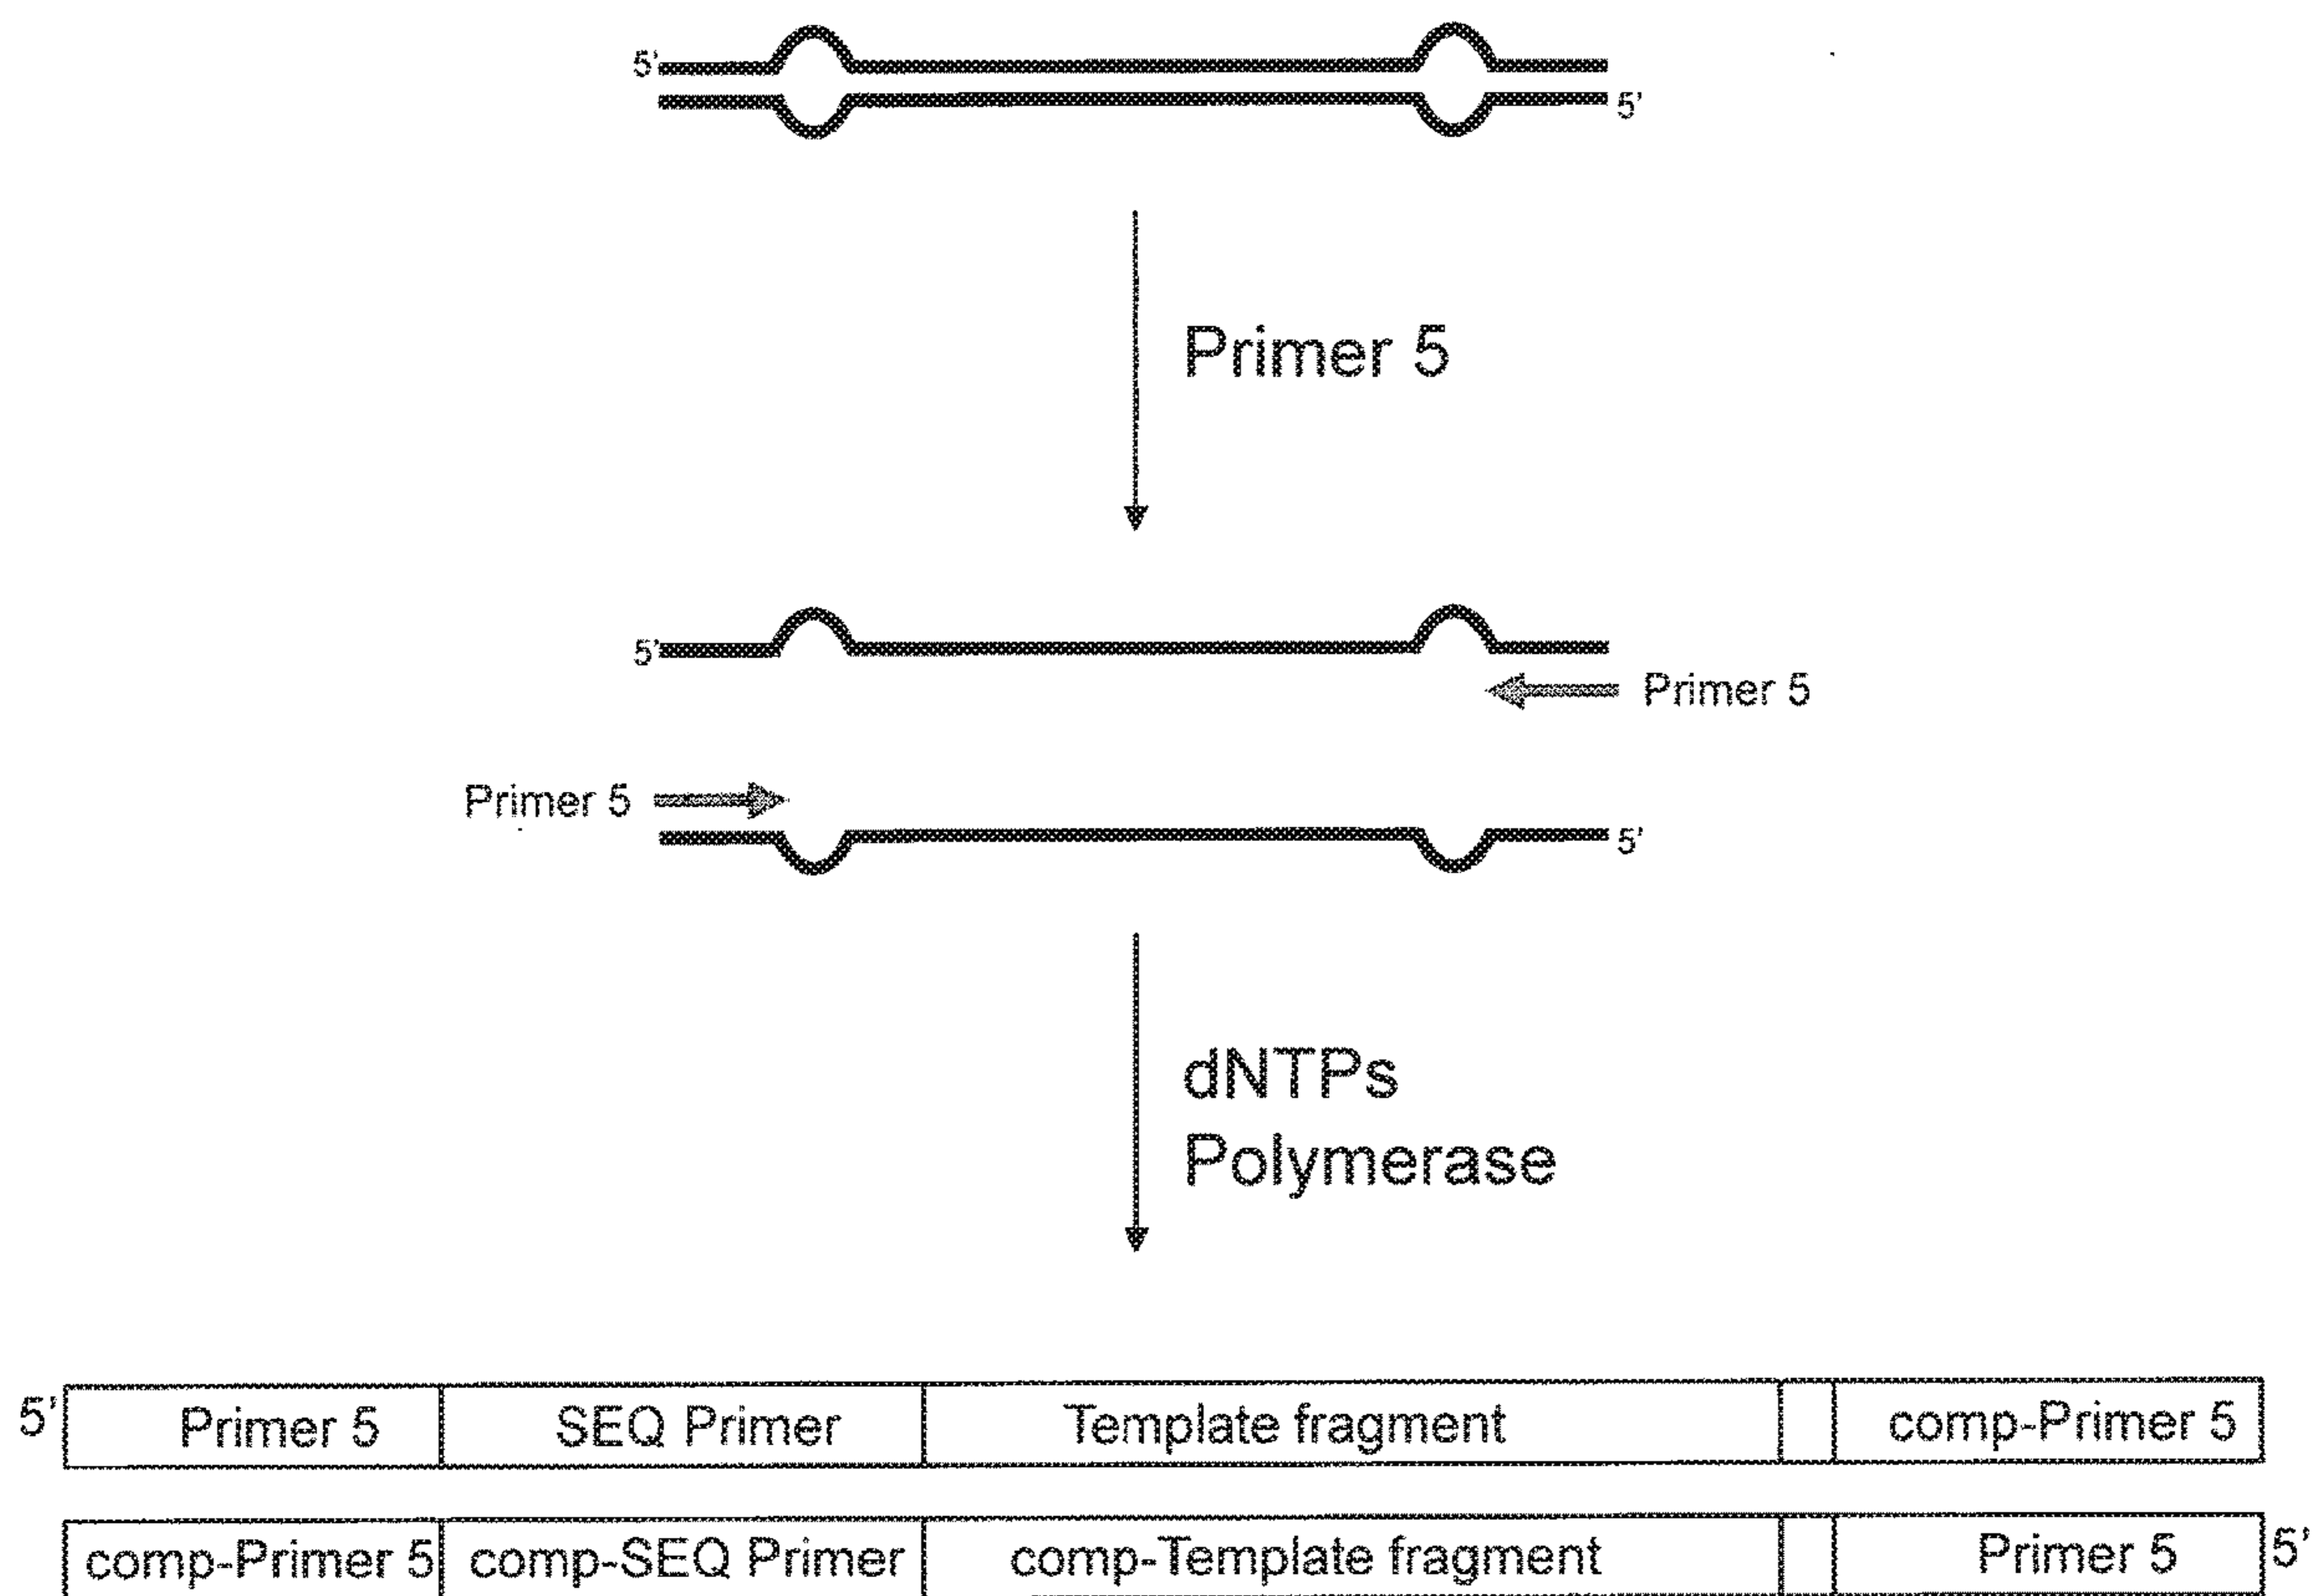 5'
5'
Primer 5
5'
Primer 5
Primer 5
5'
dNTPs
Polymerase
5' Primer 5 SEQ Primer Template fragment comp-Primer 5
comp-Primer 5 comp-SEQ Primer comp-Template fragment Primer 5 5'